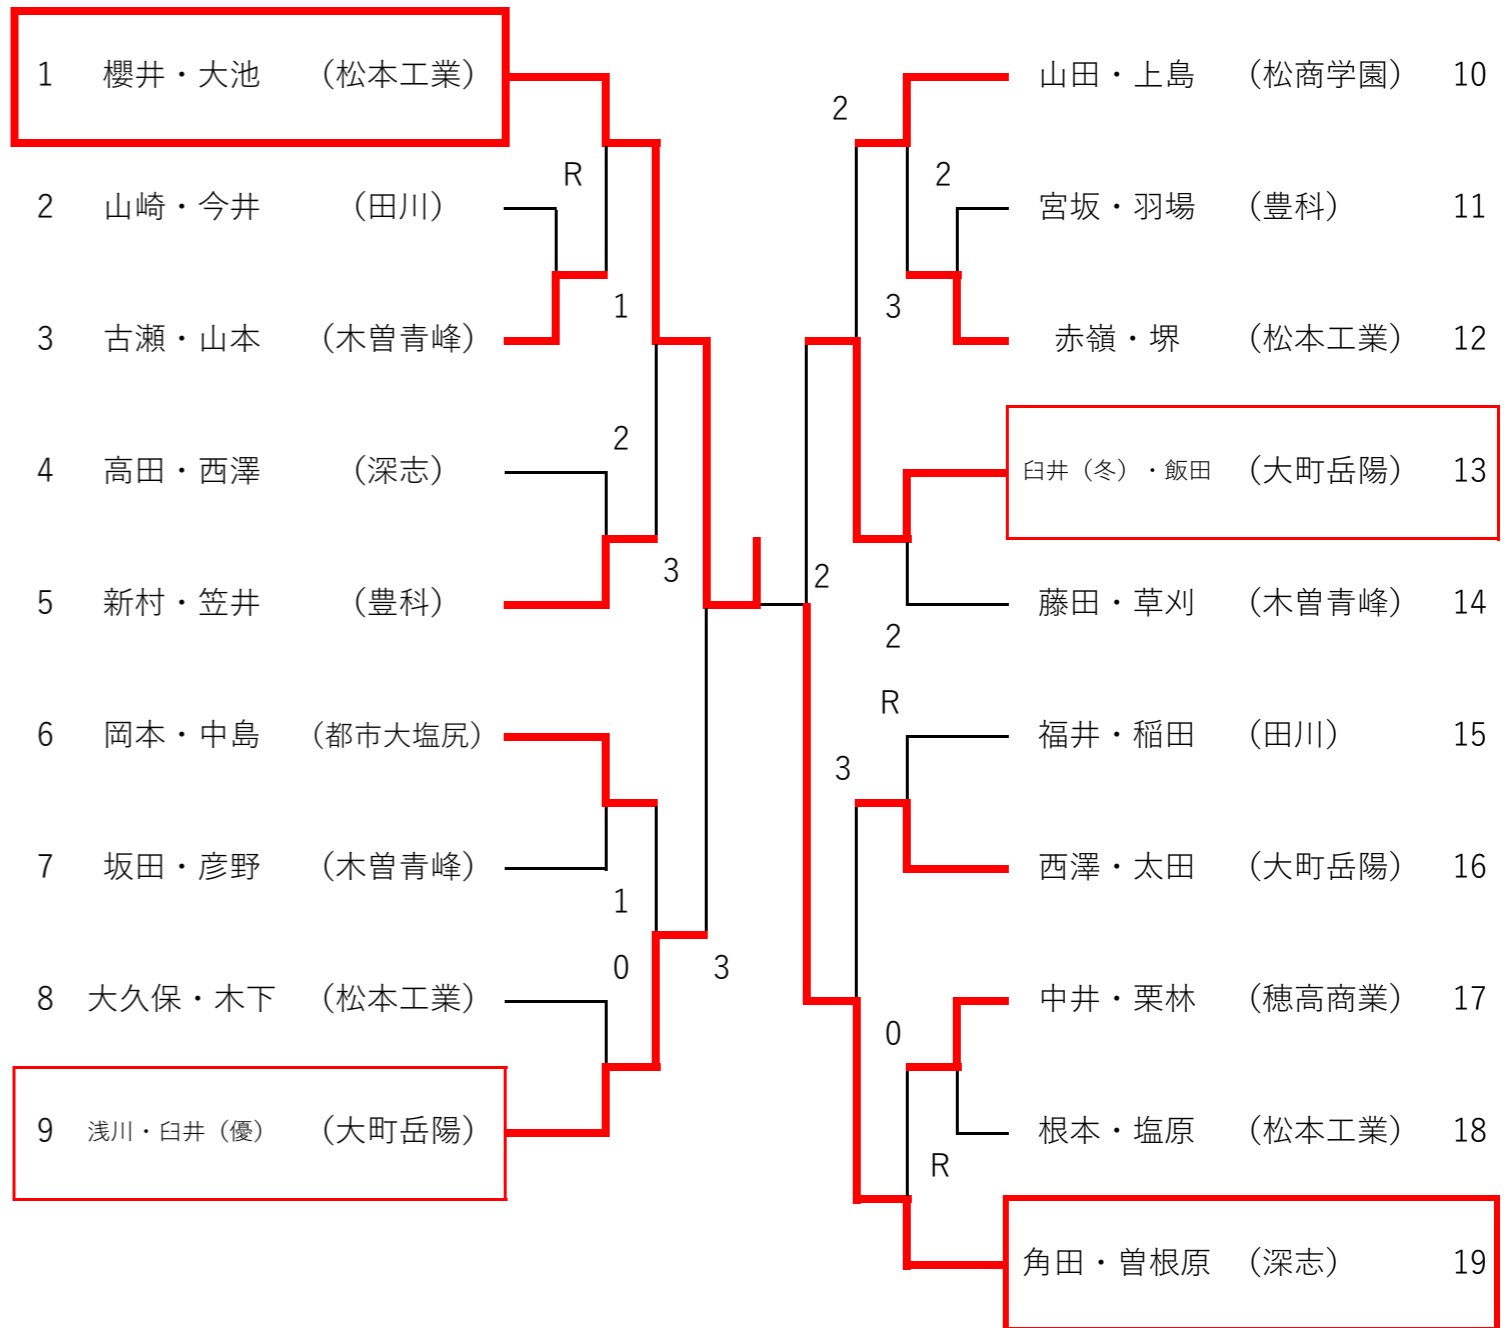 1 櫻井・大池 （松本工業）
2 山崎・今井 （田川）
3 古瀬・山本 （木曽青峰）
4 高田・西澤 （深志）
5 新村・笠井 （豊科）
6 岡本・中島 （都市大塩尻）
7 坂田・彦野 （木曽青峰）
8 大久保・木下 （松本工業）
9 浅川・臼井（優） （大町岳陽）
R
1
2
3
1
0
3
2
2
2
3
2
R
3
0
R
山田・上島 （松商学園） 10
宮坂・羽場 （豊科） 11
赤嶺・堺 （松本工業） 12
臼井（冬）・飯田 （大町岳陽） 13
藤田・草刈 （木曽青峰） 14
福井・稲田 （田川） 15
西澤・太田 （大町岳陽） 16
中井・栗林 （穂高商業） 17
根本・塩原 （松本工業） 18
角田・曽根原 （深志） 19